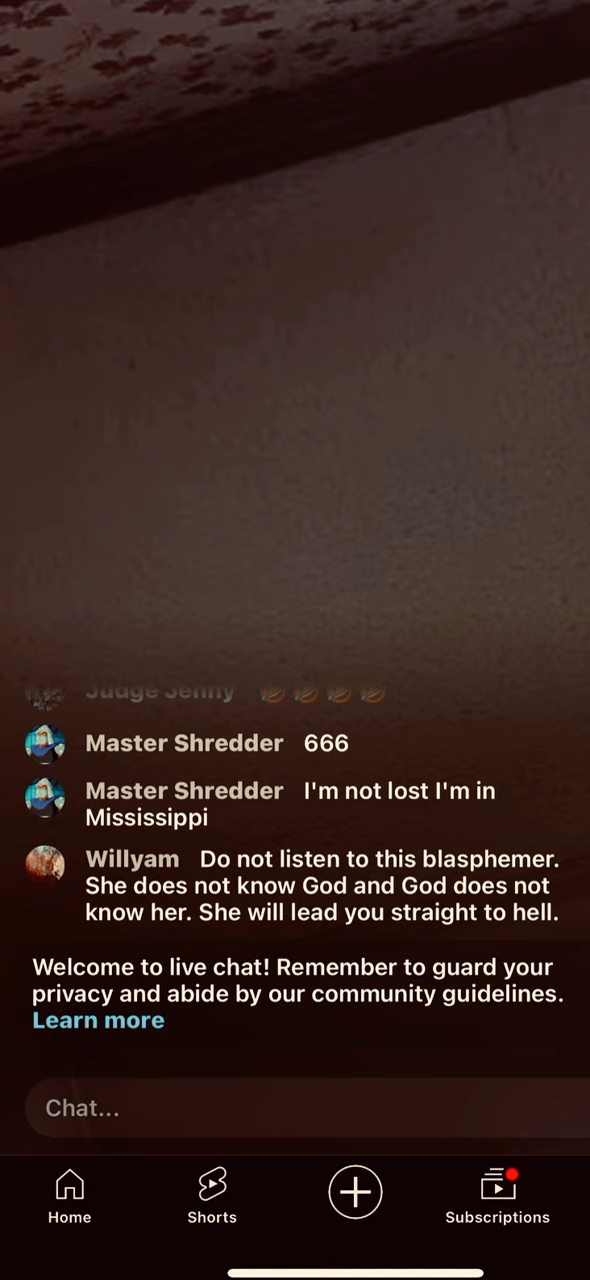 Judge Jenny 🤣🤣🤣🤣
Master Shredder 666
Master Shredder I'm not lost I'm in
Mississippi
Willyam Do not listen to this blasphemer.
She does not know God and God does not
know her. She will lead you straight to hell.
Welcome to live chat! Remember to guard your
privacy and abide by our community guidelines.
Learn more
Chat...
Home Shorts Subscriptions